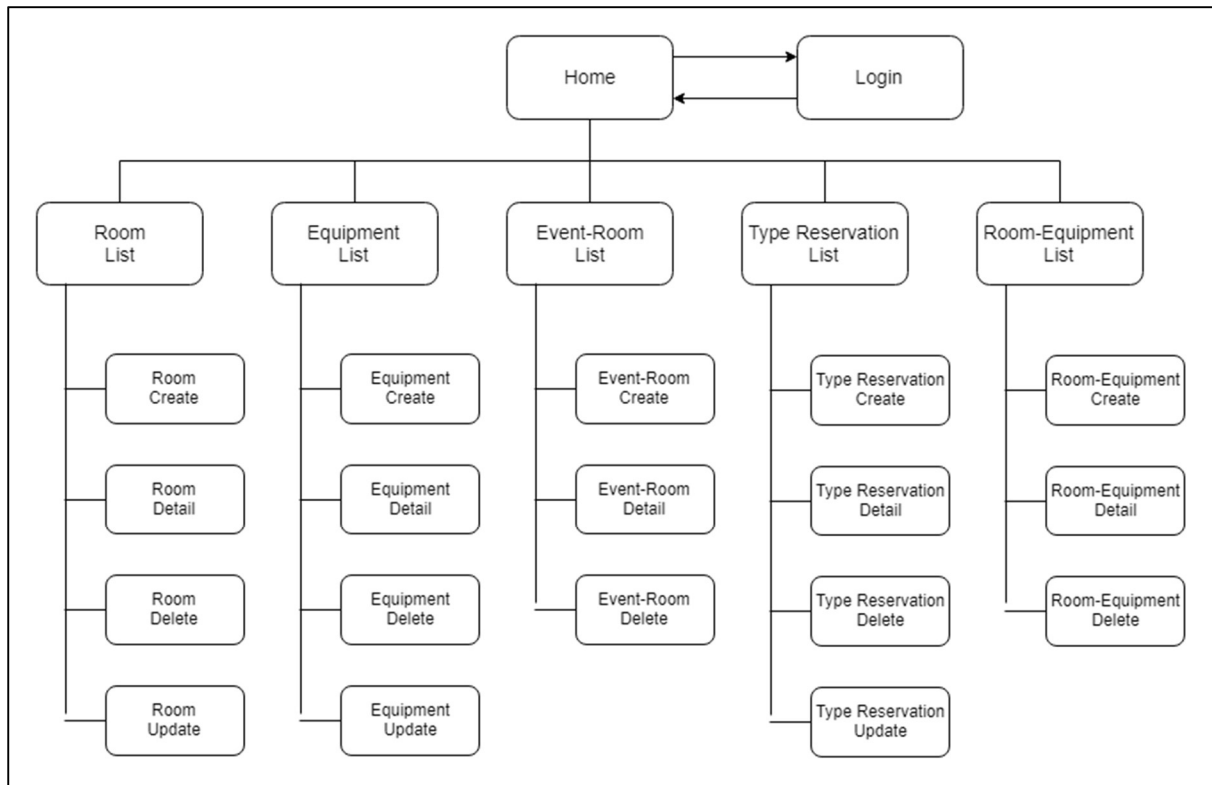 Home
Login
Room
List
Equipment
List
Event-Room
List
Type Reservation
List
Room-Equipment
List
Room
Create
Equipment
Create
Event-Room
Create
Type Reservation
Create
Room-Equipment
Create
Room
Detail
Equipment
Detail
Event-Room
Detail
Type Reservation
Detail
Room-Equipment
Detail
Room
Delete
Equipment
Delete
Event-Room
Delete
Type Reservation
Delete
Room-Equipment
Delete
Room
Update
Equipment
Update
Type Reservation
Update